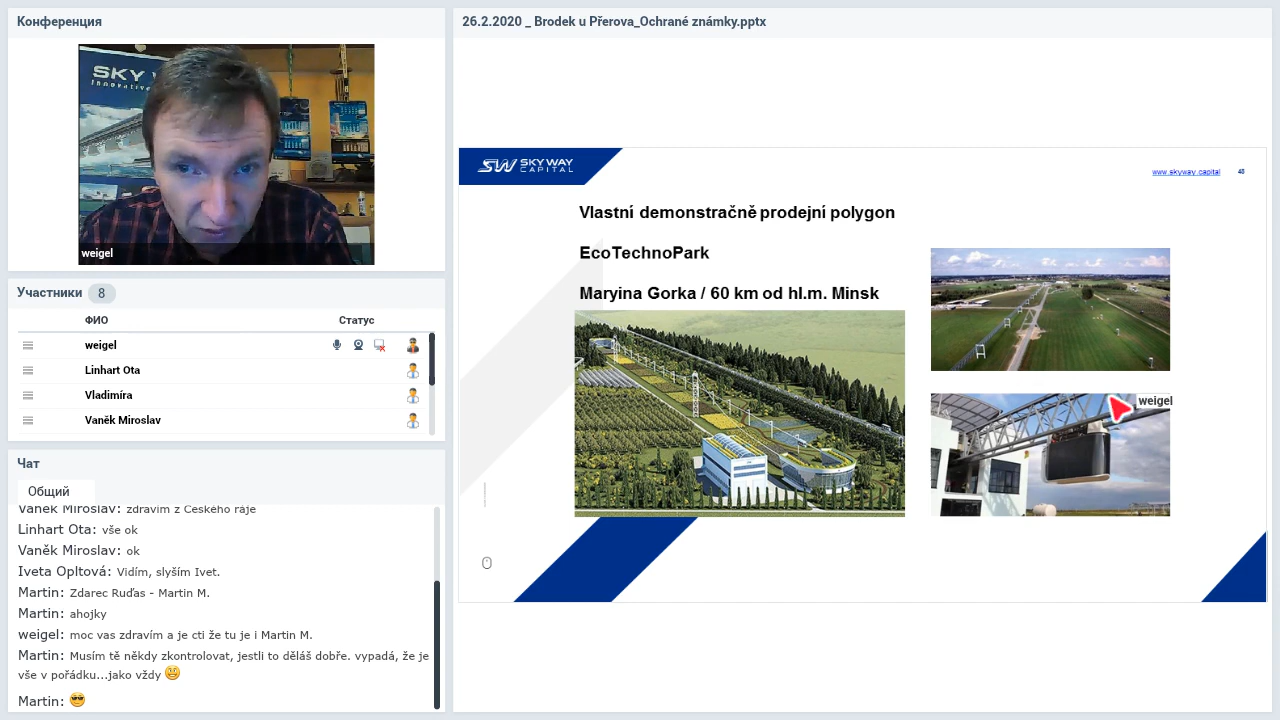 Конференция
SKY
Innovative
weigel
Участники 8
ФИО Статус
weigel
Linhart Ota
Vladimíra
Vaněk Miroslav
Чат
Общий
Vaněk Miroslav: zdravím z Českého ráje
Linhart Ota: vše ok
Vaněk Miroslav: ok
Iveta Opltová: Vidím, slyším Ivet.
Martin: Zdarec Ruďas - Martin M.
Martin: ahojky
weigel: moc vas zdravím a je cti že tu je i Martin M.
Martin: Musím tě někdy zkontrolovat, jestli to děláš dobře. vypadá, že je
vše v pořádku...jako vždy
Martin:
26.2.2020 _ Brodek u Přerova_Ochrané známky.pptx
SW SKY WAY
CAPITAL
www.skyway.capital 48
Vlastní demonstračně prodejní polygon
EcoTechnoPark
Maryina Gorka / 60 km od hl.m. Minsk
weigel